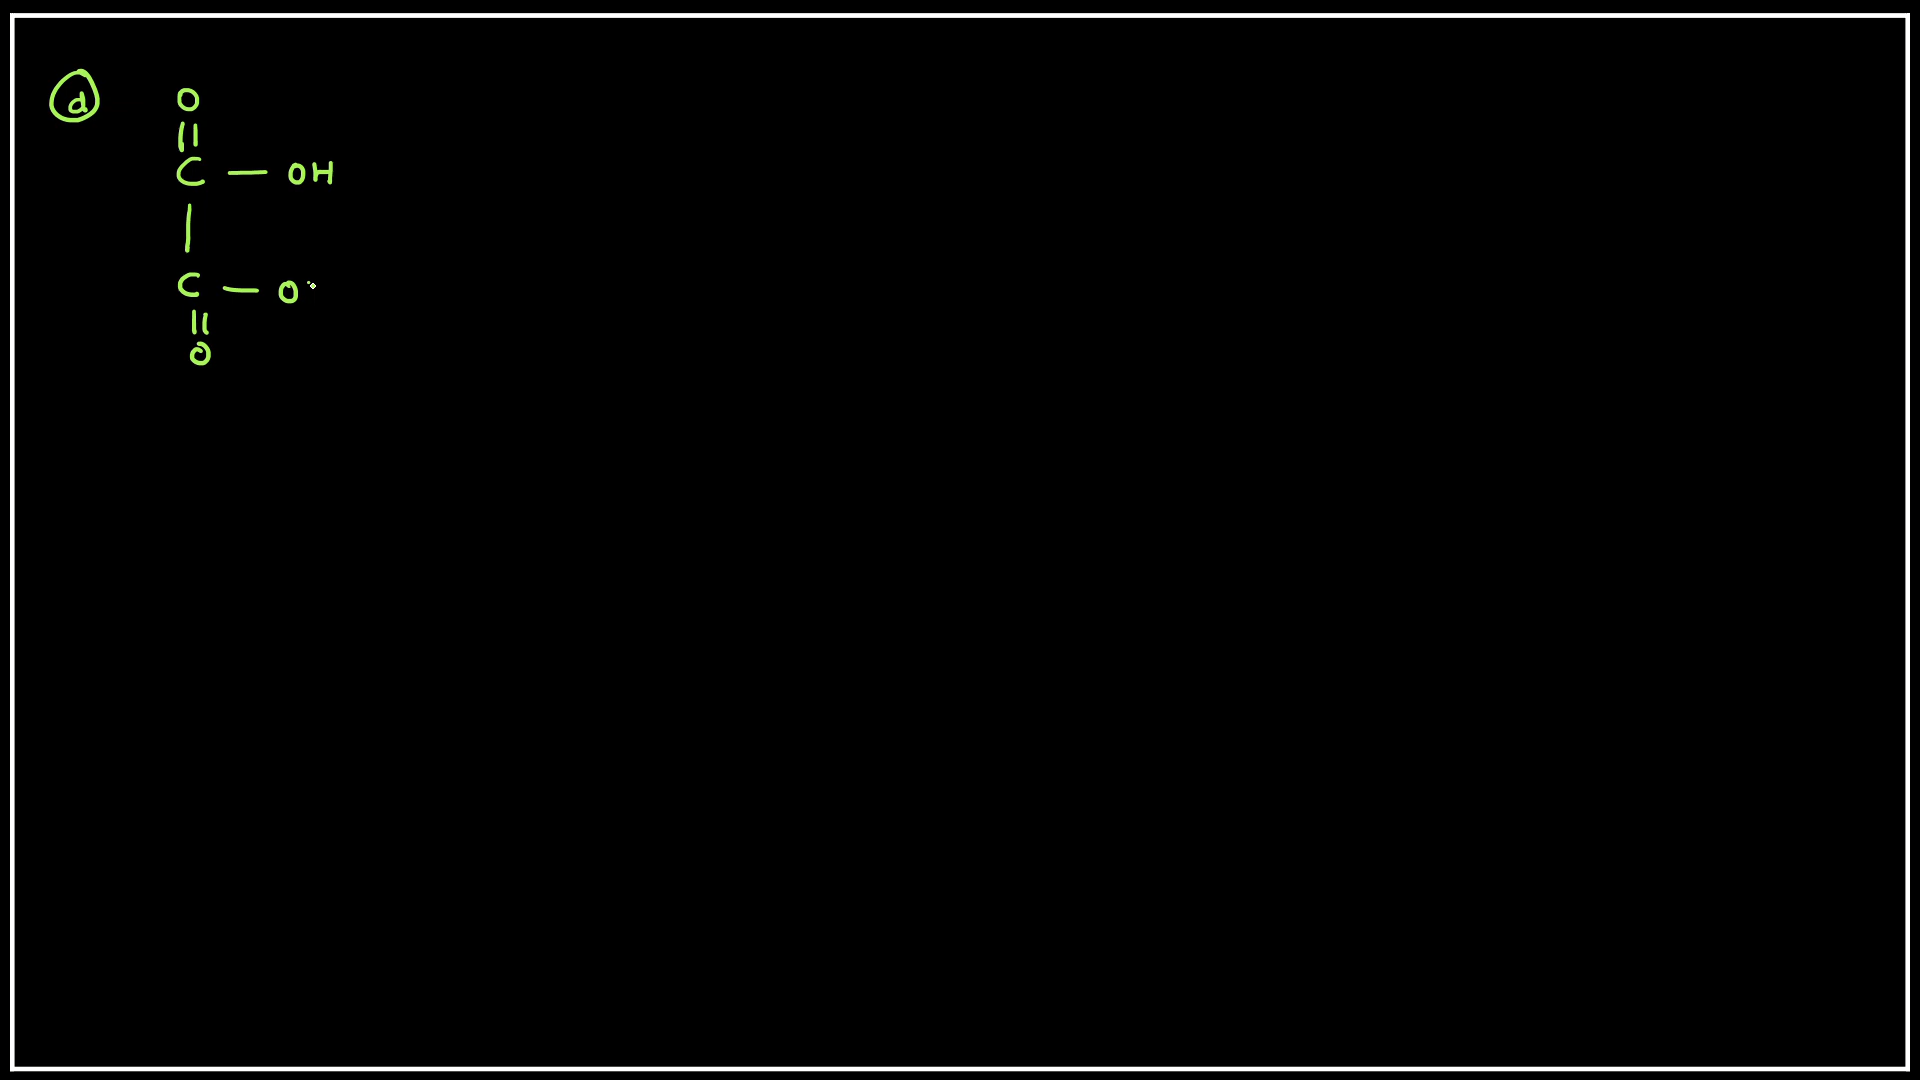 d O
||
C — OH
|
C — O
||
O